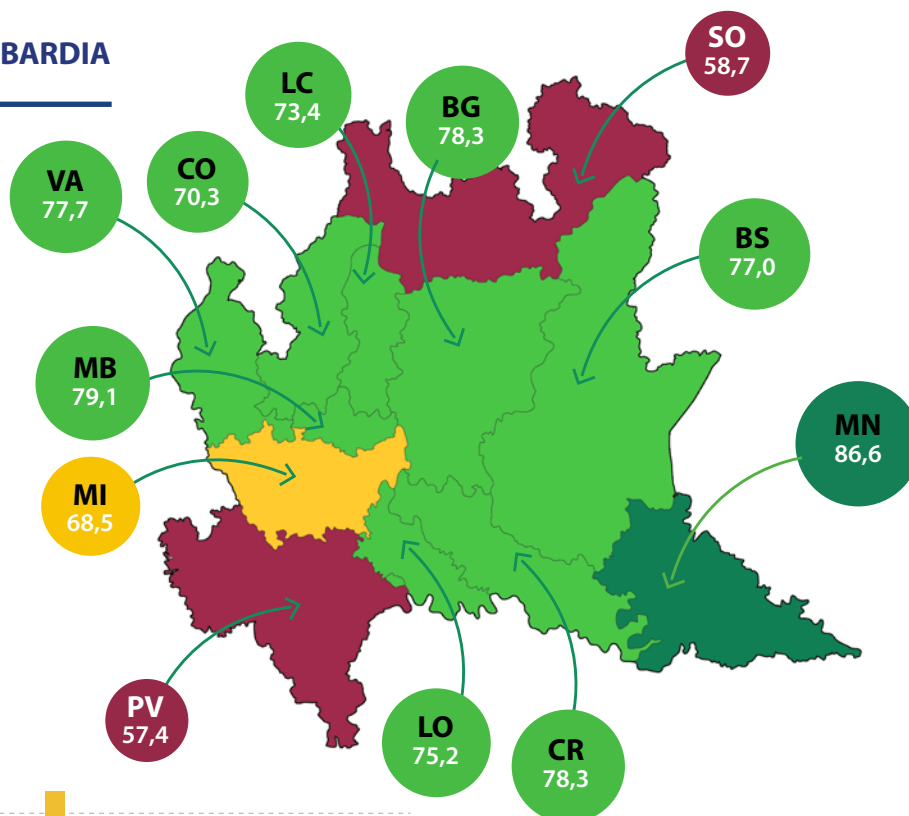 BARDIA
SO
58,7
LC
73,4
BG
78,3
CO
70,3
VA
77,7
BS
77,0
MB
79,1
MN
86,6
MI
68,5
PV
57,4
LO
75,2
CR
78,3